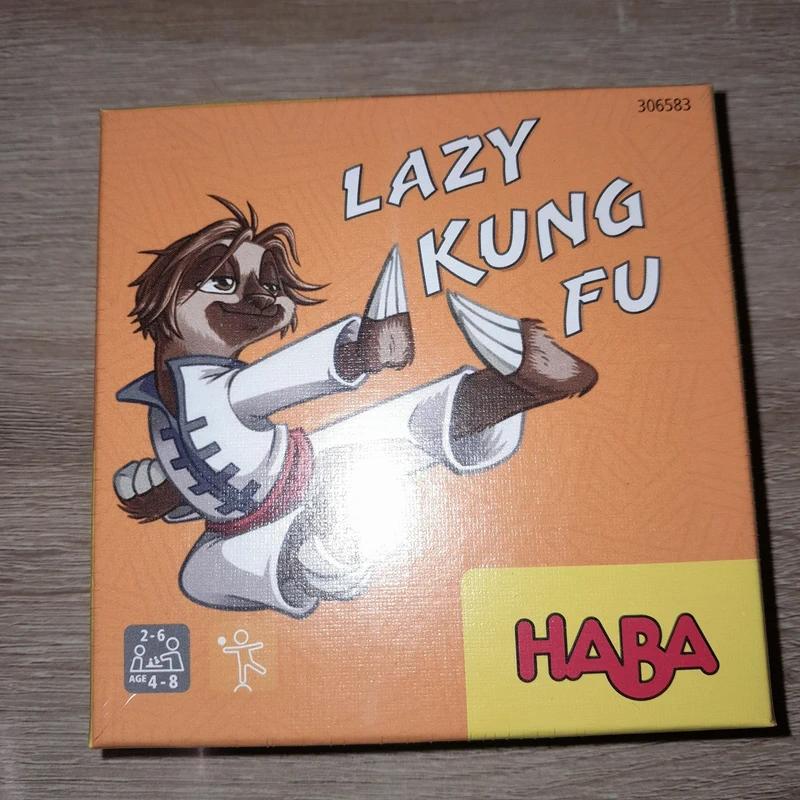 306583
LAZY
KUNG
FU
2-6
AGE 4-8
HABA